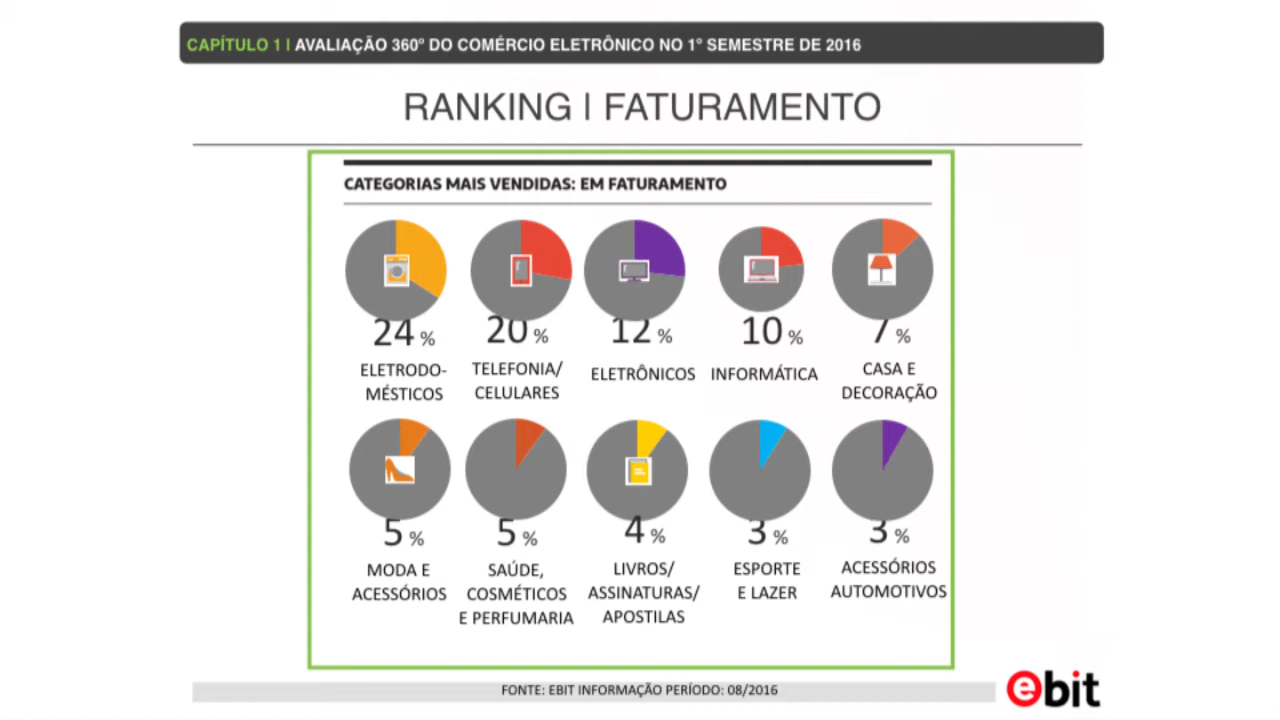 CAPÍTULO 1 | AVALIAÇÃO 360º DO COMÉRCIO ELETRÔNICO NO 1º SEMESTRE DE 2016
RANKING | FATURAMENTO
CATEGORIAS MAIS VENDIDAS: EM FATURAMENTO
24 %
ELETRODO-
MÉSTICOS
20 %
TELEFONIA/
CELULARES
12 %
ELETRÔNICOS
10 %
INFORMÁTICA
7 %
CASA E
DECORAÇÃO
5 %
MODA E
ACESSÓRIOS
5 %
SAÚDE,
COSMÉTICOS
E PERFUMARIA
4 %
LIVROS/
ASSINATURAS/
APOSTILAS
3 %
ESPORTE
E LAZER
3 %
ACESSÓRIOS
AUTOMOTIVOS
FONTE: EBIT INFORMAÇÃO PERÍODO: 08/2016
ebit